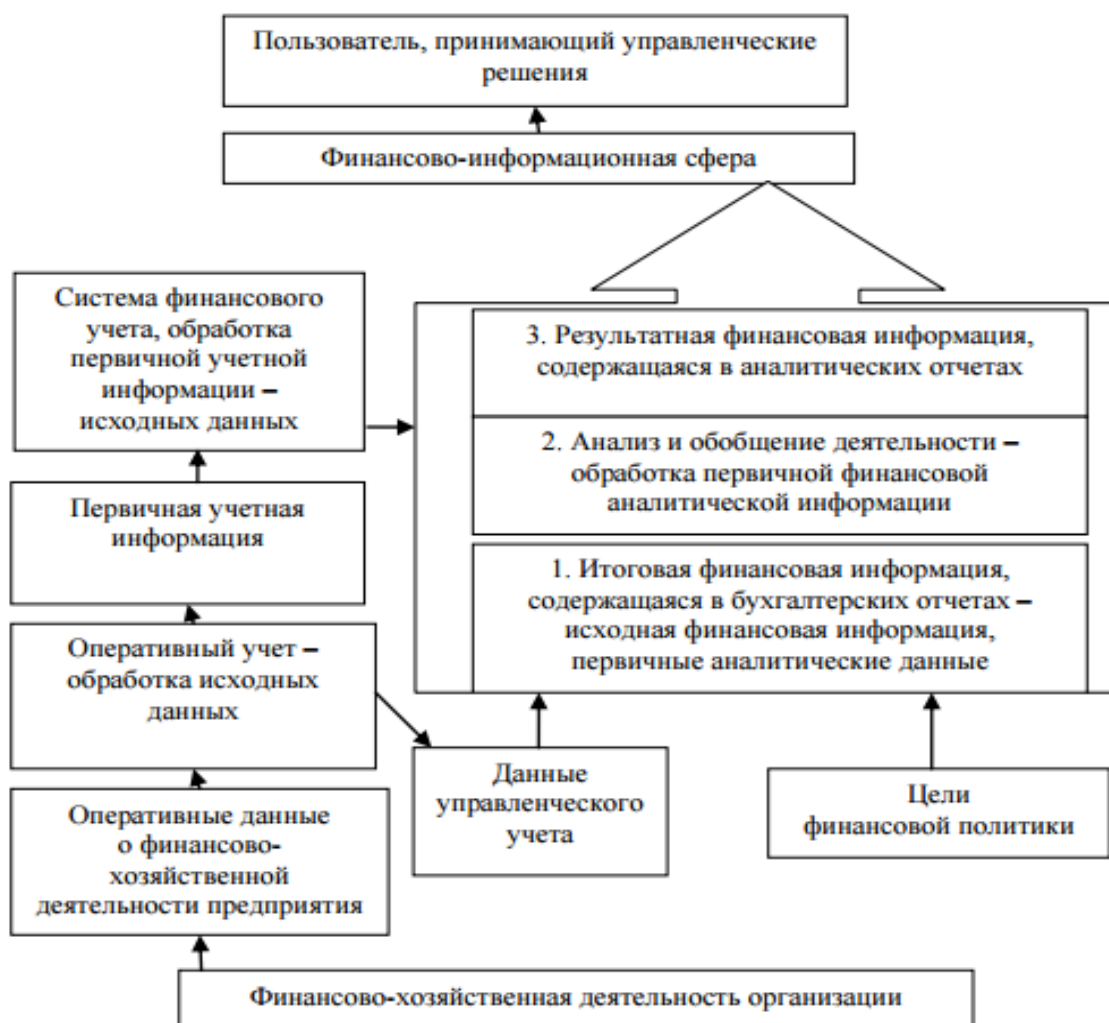 Пользователь, принимающий управленческие
решения
Финансово-информационная сфера
Система финансового
учета, обработка
первичной учетной
информации –
исходных данных
3. Результатная финансовая информация,
содержащаяся в аналитических отчетах
2. Анализ и обобщение деятельности –
обработка первичной финансовой
аналитической информации
Первичная учетная
информация
1. Итоговая финансовая информация,
содержащаяся в бухгалтерских отчетах –
исходная финансовая информация,
первичные аналитические данные
Оперативный учет –
обработка исходных
данных
Данные
управленческого
учета
Цели
финансовой политики
Оперативные данные
о финансово-
хозяйственной
деятельности предприятия
Финансово-хозяйственная деятельность организации